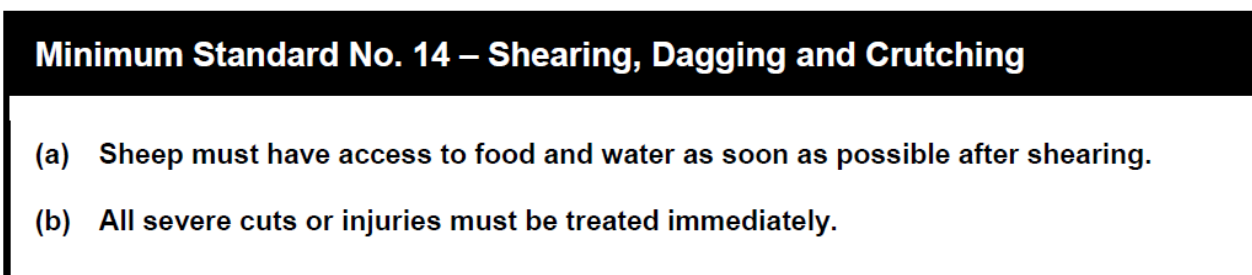 Minimum Standard No. 14 – Shearing, Dagging and Crutching
(a) Sheep must have access to food and water as soon as possible after shearing.
(b) All severe cuts or injuries must be treated immediately.